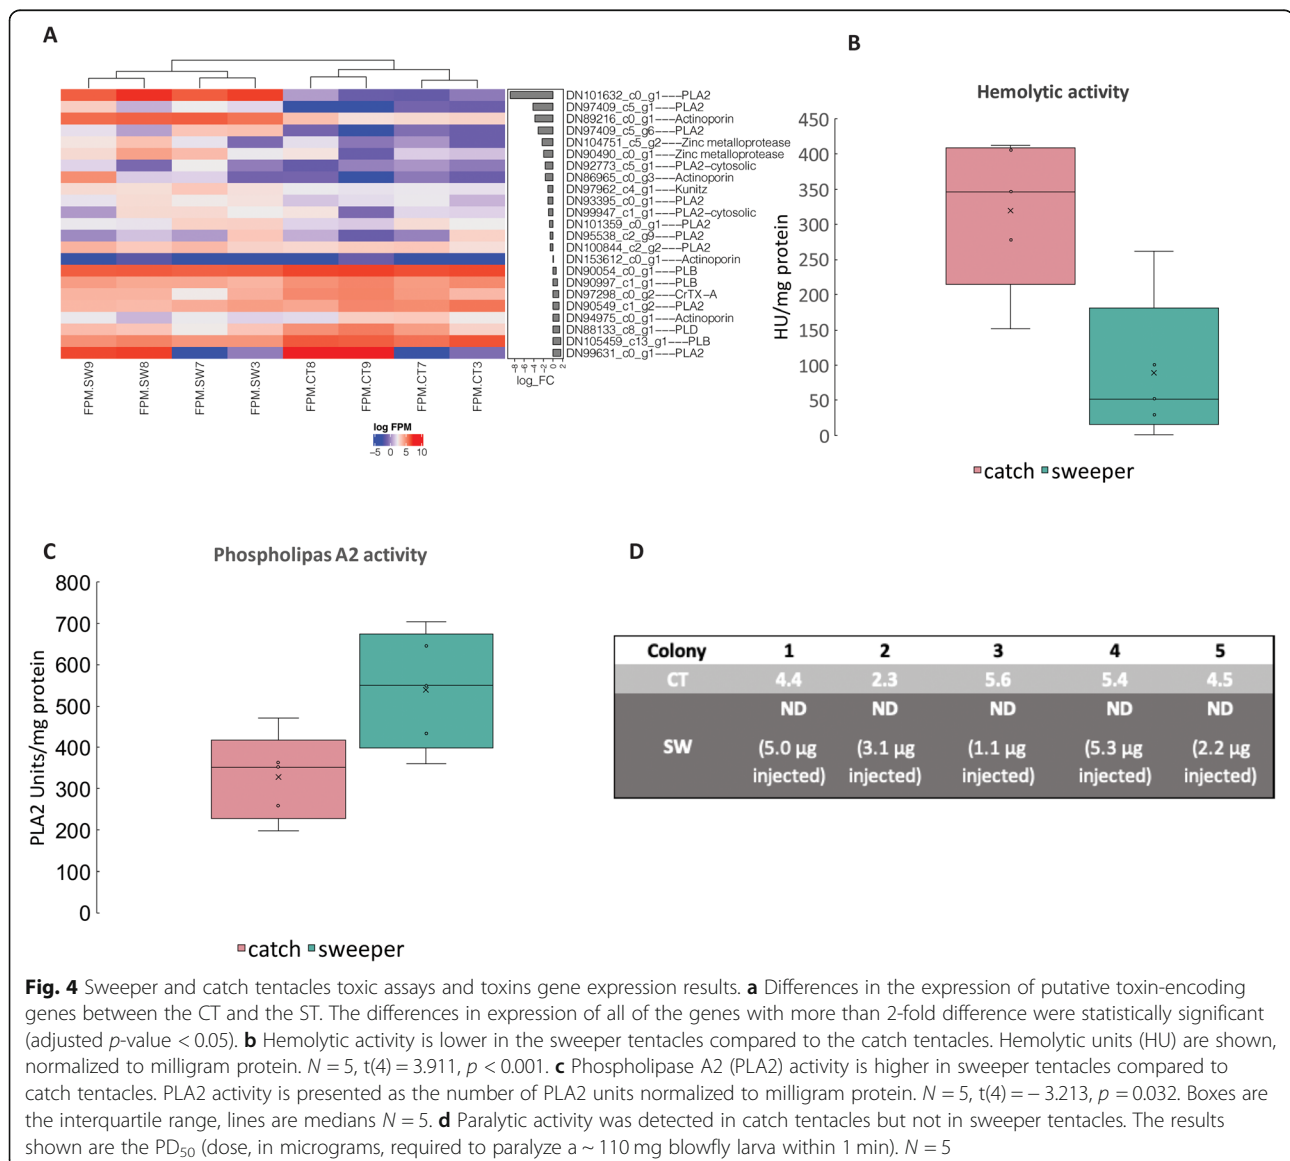 A
DN101632_c0_g1---PLA2
DN97409_c5_g1---PLA2
DN89216_c0_g1---Actinoporin
DN97409_c5_g6---PLA2
DN104751_c5_g2---Zinc metalloprotease
DN90490_c0_g1---Zinc metalloprotease
DN92773_c5_g1---PLA2-cytosolic
DN86965_c0_g3---Actinoporin
DN97962_c4_g1---Kunitz
DN93395_c0_g1---PLA2
DN99947_c1_g1---PLA2-cytosolic
DN101359_c0_g1---PLA2
DN95538_c2_g9---PLA2
DN100844_c2_g2---PLA2
DN153612_c0_g1---Actinoporin
DN90054_c0_g1---PLB
DN90997_c1_g1---PLB
DN97298_c0_g2---CrTX-A
DN90549_c1_g2---PLA2
DN94975_c0_g1---Actinoporin
DN88133_c8_g1---PLD
DN105459_c13_g1---PLB
DN99631_c0_g1---PLA2
FPM.SW9
FPM.SW8
FPM.SW7
FPM.SW3
FPM.CT8
FPM.CT9
FPM.CT7
FPM.CT3
-8 -6 -4 -2 0 2
log_FC
log FPM
-5 0 5 10
B
Hemolytic activity
HU/mg protein
450
400
350
300
250
200
150
100
50
0
catch sweeper
C
Phospholipas A2 activity
PLA2 Units/mg protein
800
700
600
500
400
300
200
100
0
catch sweeper
D
Colony 1 2 3 4 5
CT 4.4 2.3 5.6 5.4 4.5
ND ND ND ND ND
SW (5.0 µg (3.1 µg (1.1 µg (5.3 µg (2.2 µg
injected) injected) injected) injected) injected)
Fig. 4 Sweeper and catch tentacles toxic assays and toxins gene expression results. a Differences in the expression of putative toxin-encoding
genes between the CT and the ST. The differences in expression of all of the genes with more than 2-fold difference were statistically significant
(adjusted p-value < 0.05). b Hemolytic activity is lower in the sweeper tentacles compared to the catch tentacles. Hemolytic units (HU) are shown,
normalized to milligram protein. N = 5, t(4) = 3.911, p < 0.001. c Phospholipase A2 (PLA2) activity is higher in sweeper tentacles compared to
catch tentacles. PLA2 activity is presented as the number of PLA2 units normalized to milligram protein. N = 5, t(4) = − 3.213, p = 0.032. Boxes are
the interquartile range, lines are medians N = 5. d Paralytic activity was detected in catch tentacles but not in sweeper tentacles. The results
shown are the PD50 (dose, in micrograms, required to paralyze a ~ 110 mg blowfly larva within 1 min). N = 5